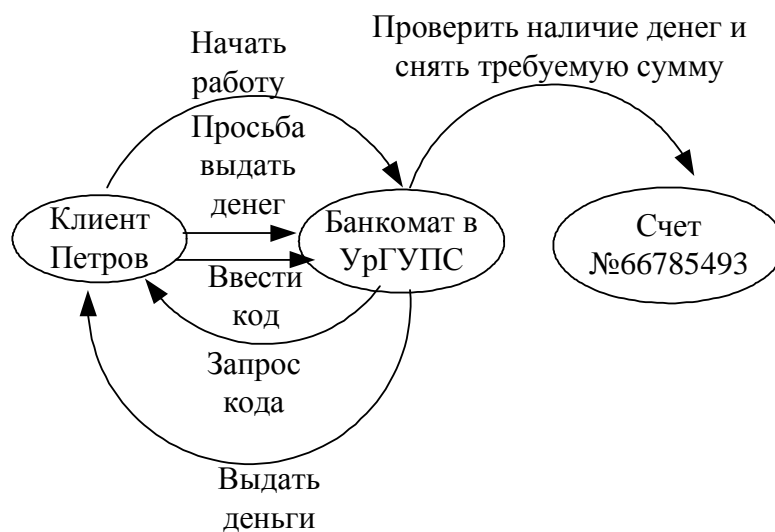 Начать
работу
Проверить наличие денег и
снять требуемую сумму
Просьба
выдать
денег
Клиент
Петров
Банкомат в
УрГУПС
Счет
№66785493
Ввести
код
Запрос
кода
Выдать
деньги